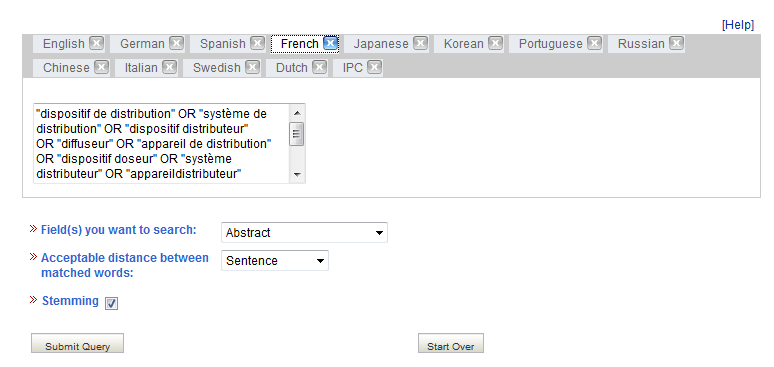 [Help]
English German Spanish French Japanese Korean Portuguese Russian
Chinese Italian Swedish Dutch IPC
"dispositif de distribution" OR "système de
distribution" OR "dispositif distributeur"
OR "diffuseur" OR "appareil de distribution"
OR "dispositif doseur" OR "système
distributeur" OR "appareildistributeur"
» Field(s) you want to search: Abstract
» Acceptable distance between
matched words: Sentence
» Stemming
Submit Query Start Over